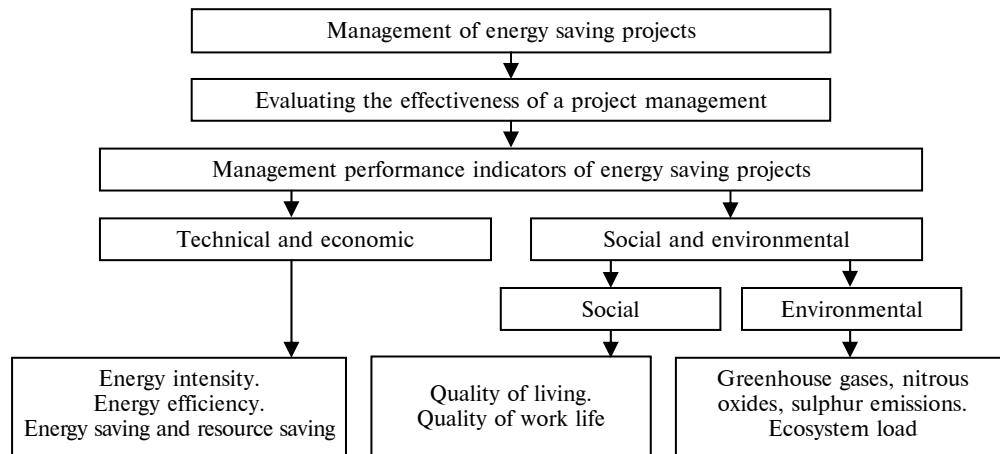 Management of energy saving projects
Evaluating the effectiveness of a project management
Management performance indicators of energy saving projects
Technical and economic
Social and environmental
Social
Environmental
Energy intensity.
Energy efficiency.
Energy saving and resource saving
Quality of living.
Quality of work life
Greenhouse gases, nitrous
oxides, sulphur emissions.
Ecosystem load